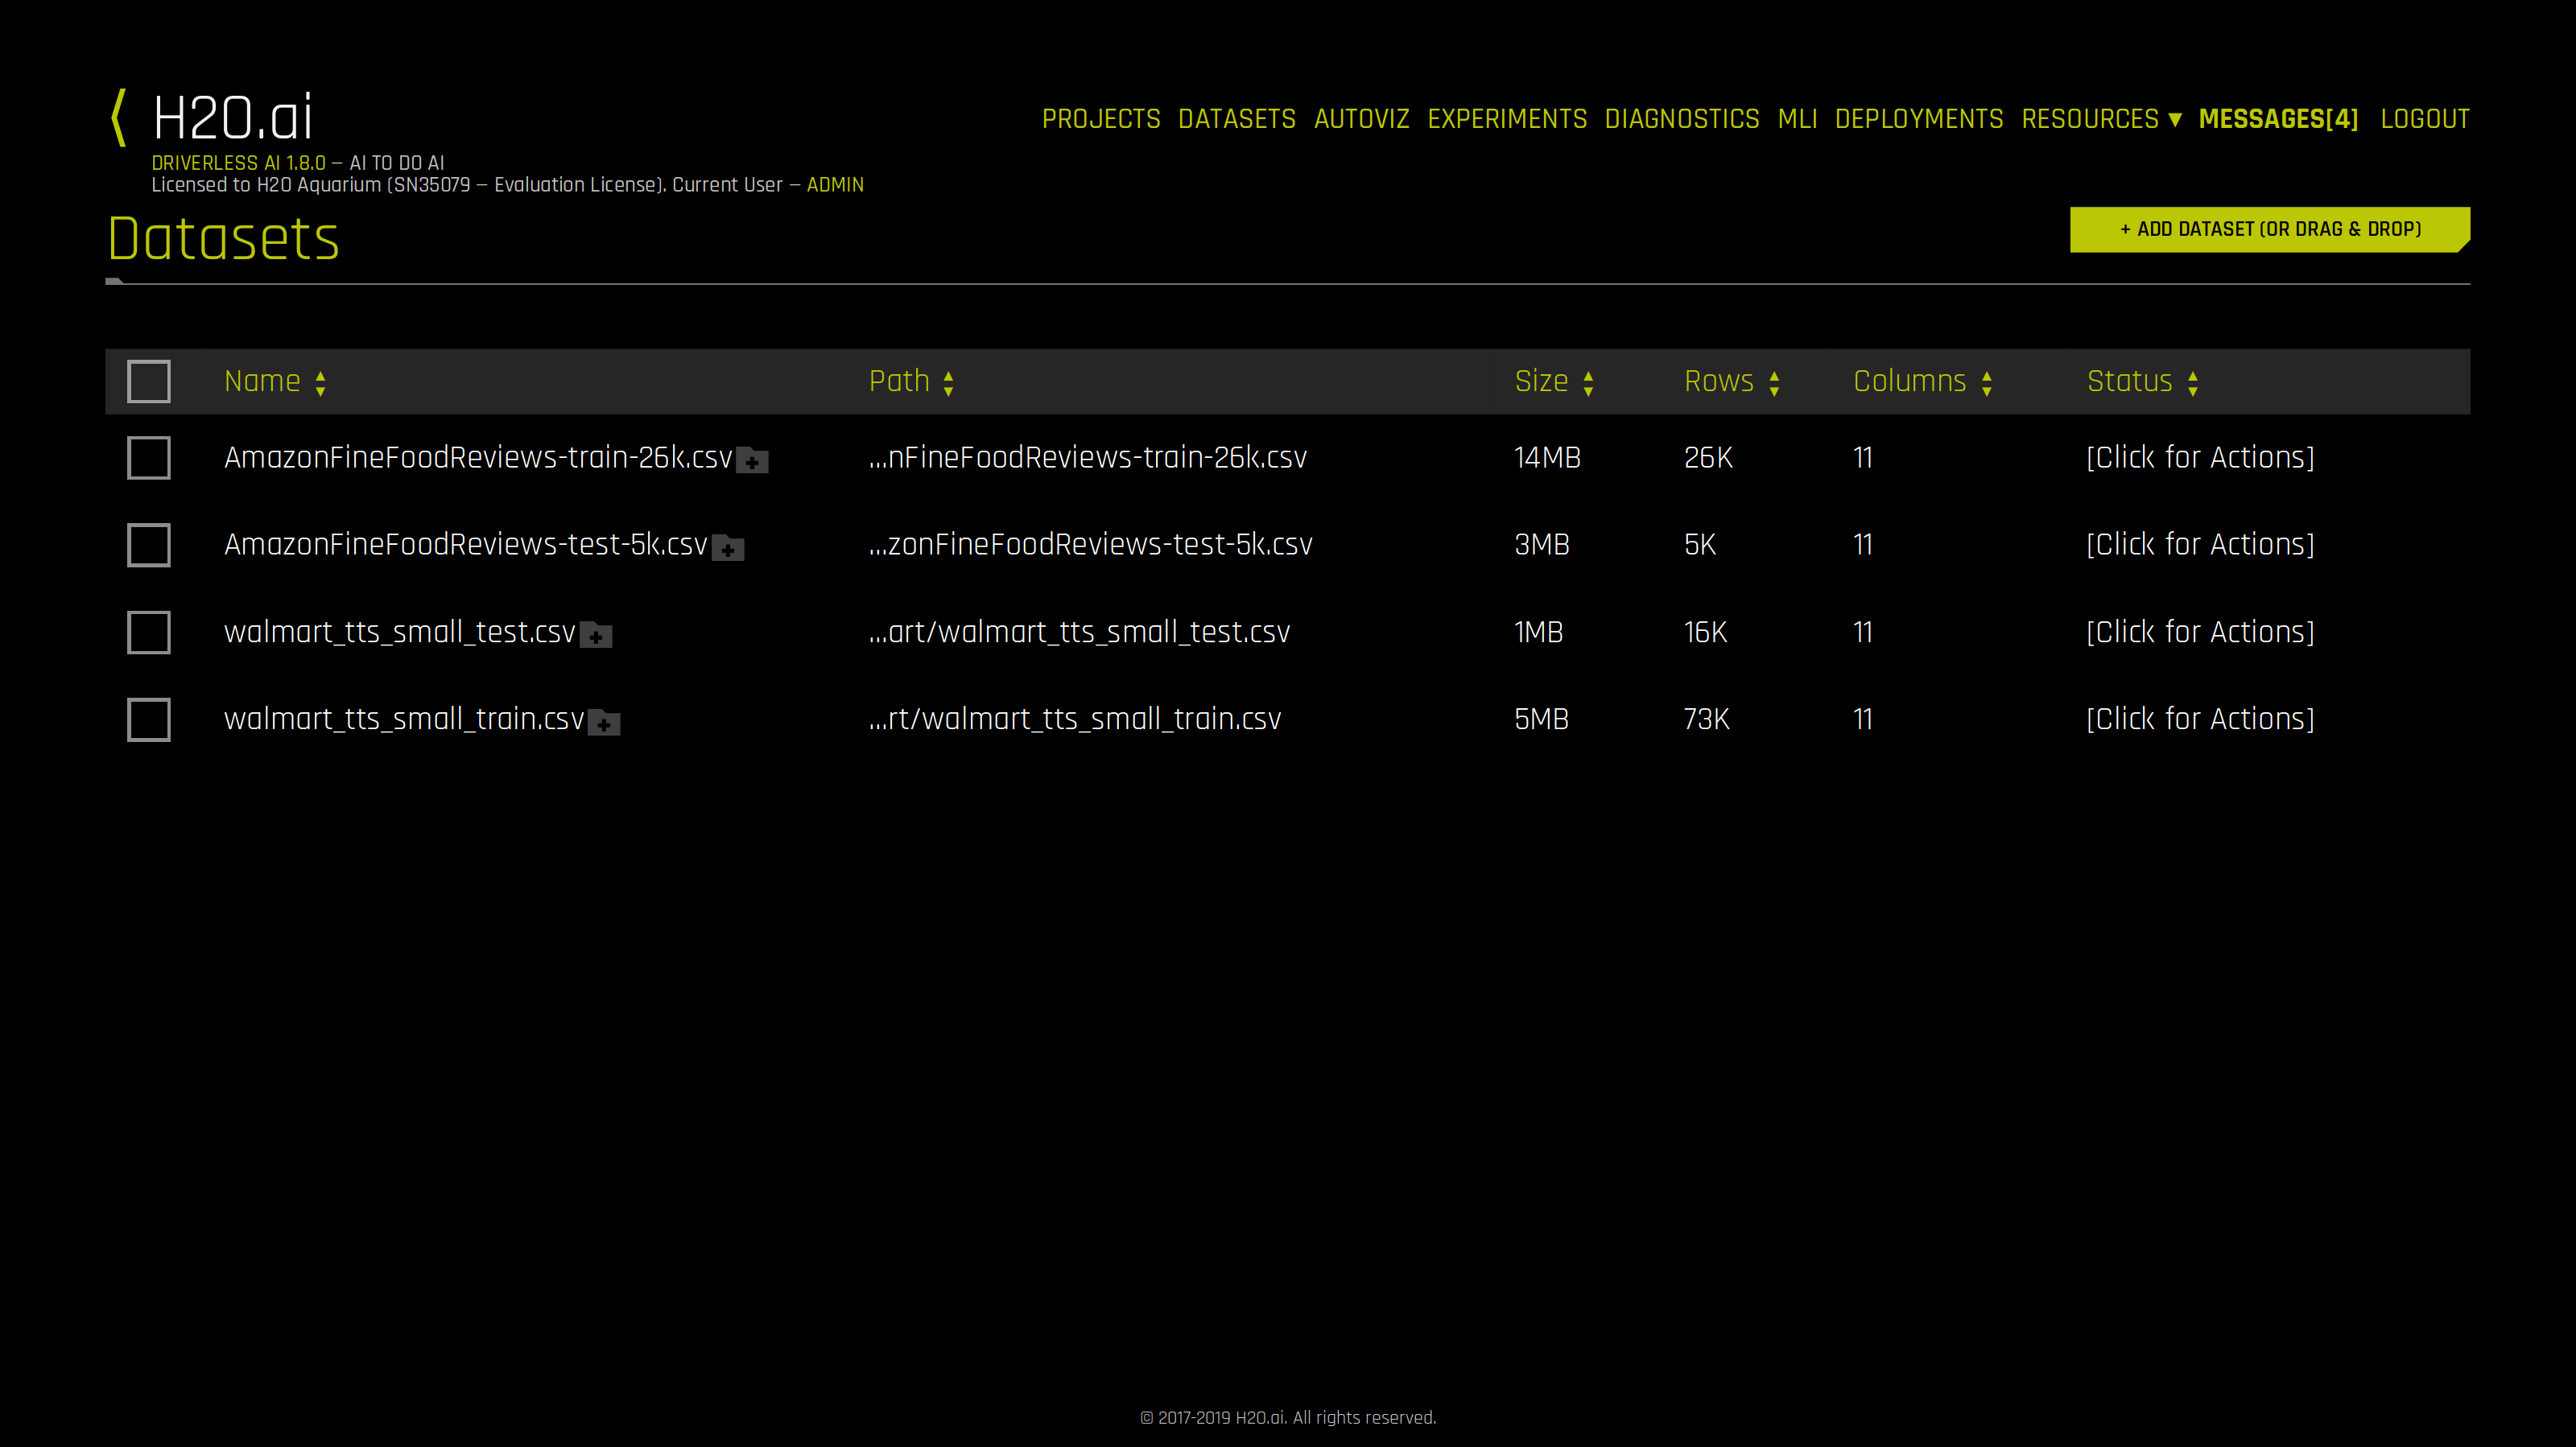 H2O.ai
PROJECTS DATASETS AUTOVIZ EXPERIMENTS DIAGNOSTICS MLI DEPLOYMENTS RESOURCES ▾ MESSAGES[4] LOGOUT
DRIVERLESS AI 1.8.0 – AI TO DO AI
Licensed to H2O Aquarium (SN35079 – Evaluation License). Current User – ADMIN
Datasets
+ ADD DATASET (OR DRAG & DROP)
Name Path Size Rows Columns Status
AmazonFineFoodReviews-train-26k.csv ...nFineFoodReviews-train-26k.csv 14MB 26K 11 [Click for Actions]
AmazonFineFoodReviews-test-5k.csv ...zonFineFoodReviews-test-5k.csv 3MB 5K 11 [Click for Actions]
walmart_tts_small_test.csv ...art/walmart_tts_small_test.csv 1MB 16K 11 [Click for Actions]
walmart_tts_small_train.csv ...rt/walmart_tts_small_train.csv 5MB 73K 11 [Click for Actions]
© 2017-2019 H2O.ai. All rights reserved.